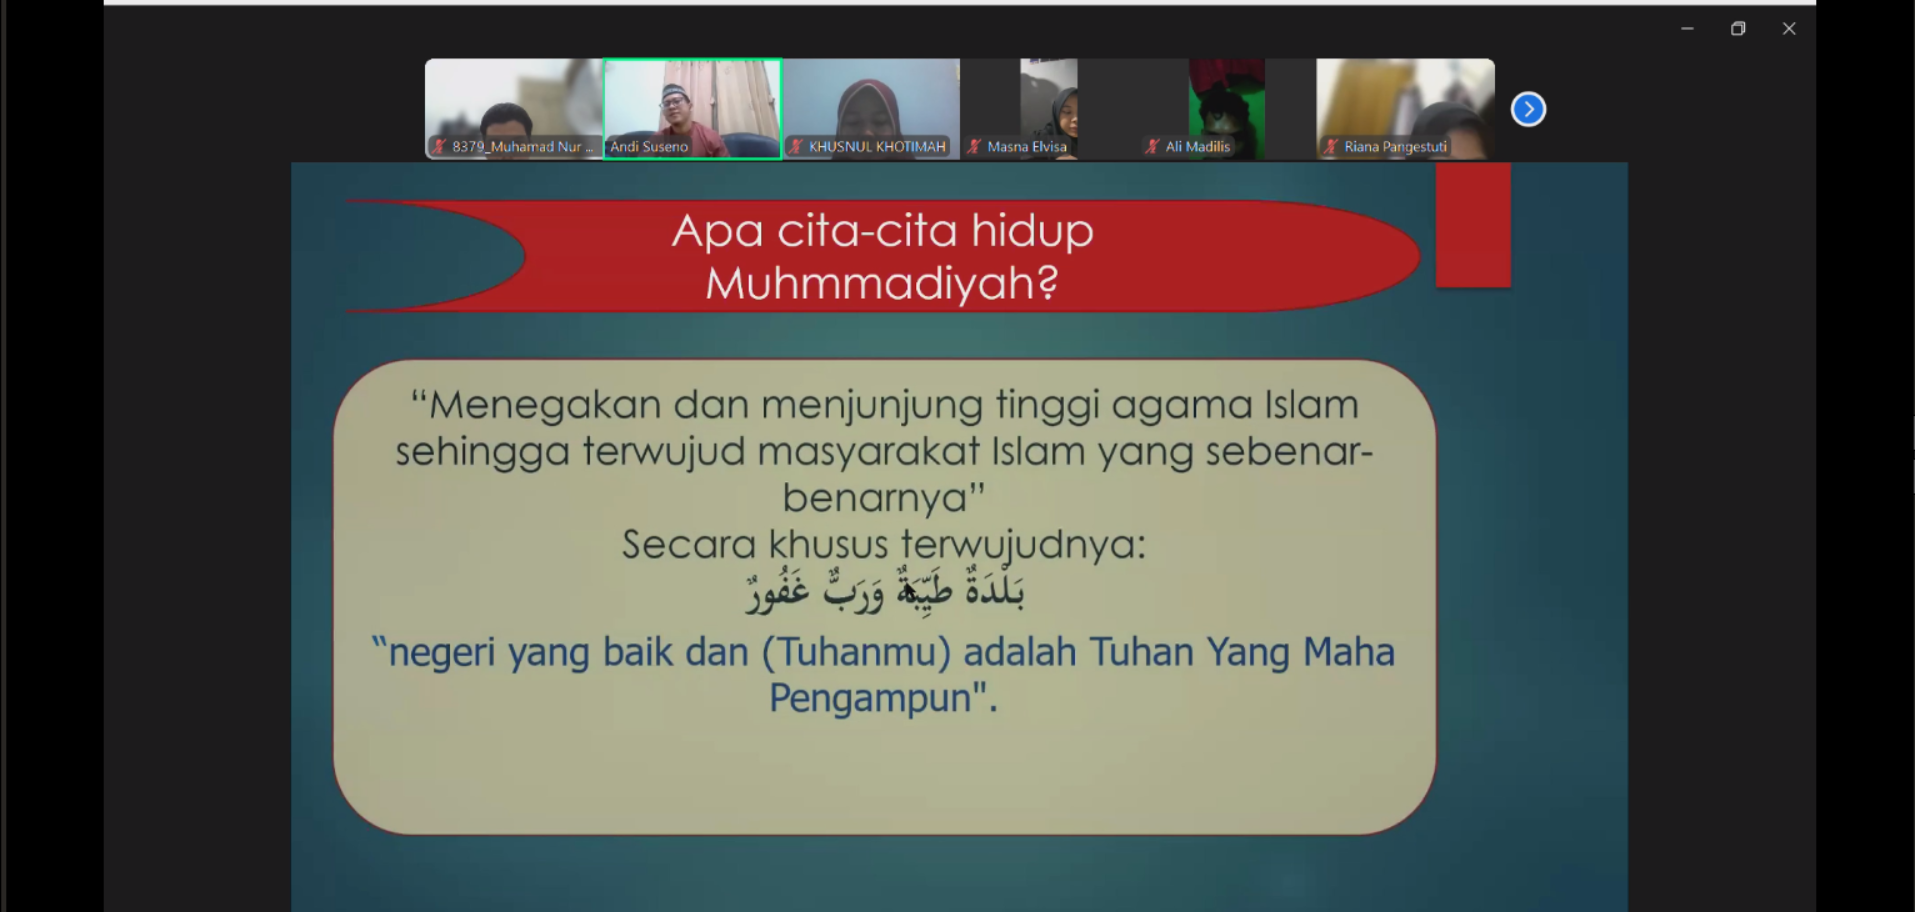 8379_Muhamad Nur ...
Andi Suseno
KHUSNUL KHOTIMAH
Masna Elvisa
Ali Madilis
Riana Pangestuti
Apa cita-cita hidup
Muhmmadiyah?
“Menegakan dan menjunjung tinggi agama Islam
sehingga terwujud masyarakat Islam yang sebenar-
benarnya”
Secara khusus terwujudnya:
بَلْدَةٌ طَيِّبَةٌ وَرَبٌّ غَفُورٌ
“negeri yang baik dan (Tuhanmu) adalah Tuhan Yang Maha
Pengampun".